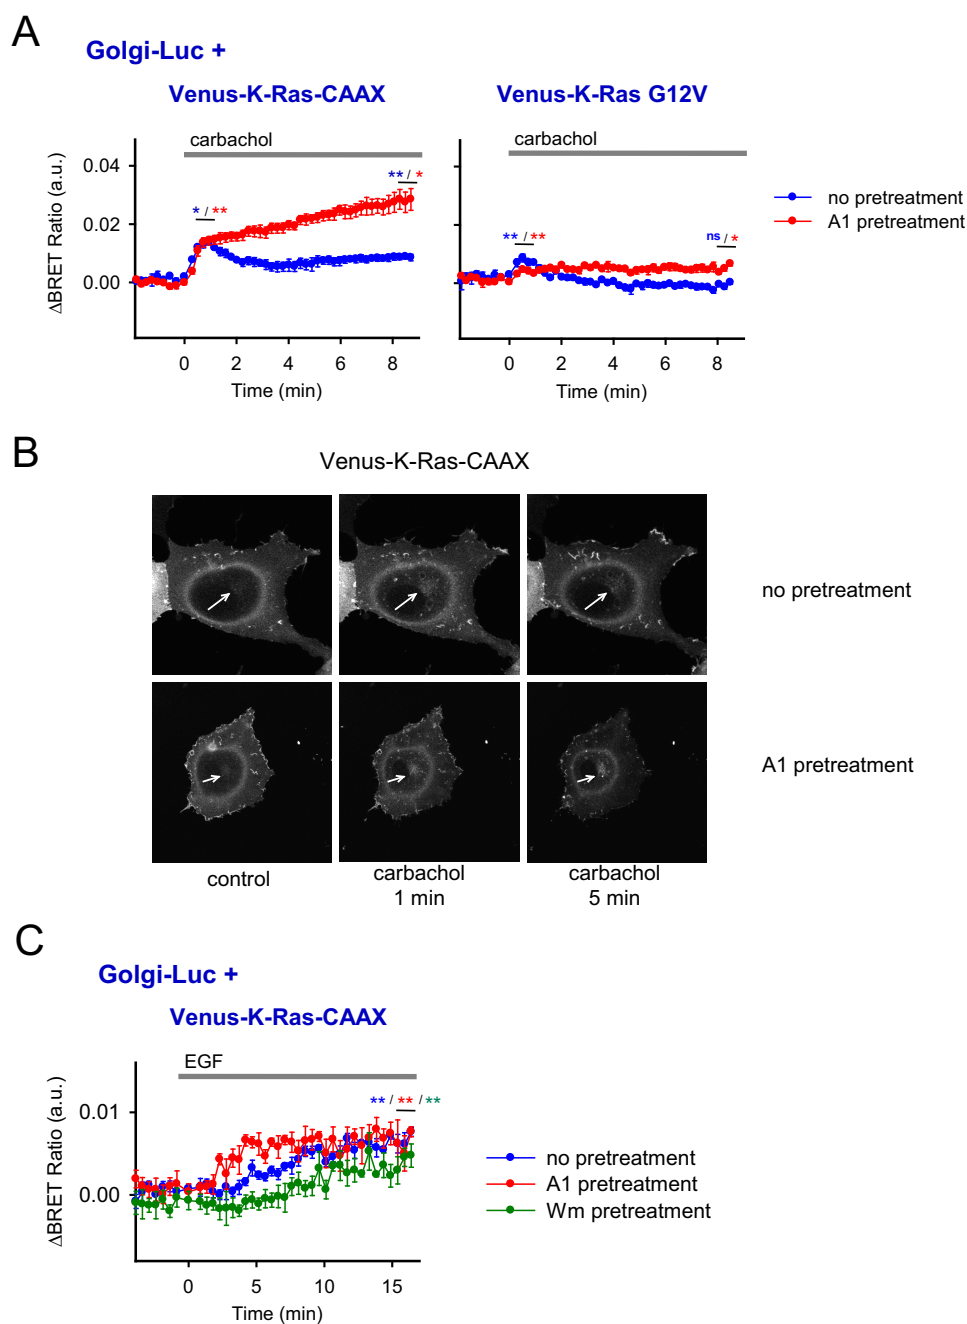 A
Golgi-Luc +
Venus-K-Ras-CAAX
Venus-K-Ras G12V
carbachol
carbachol
ΔBRET Ratio (a.u.)
0.04
0.02
0.00
** / *
* / **
** / **
ns / *
no pretreatment
A1 pretreatment
0 2 4 6 8
0 2 4 6 8
Time (min)
Time (min)
B
Venus-K-Ras-CAAX
no pretreatment
A1 pretreatment
control
carbachol
1 min
carbachol
5 min
C
Golgi-Luc +
Venus-K-Ras-CAAX
EGF
ΔBRET Ratio (a.u.)
0.01
0.00
** / ** / **
no pretreatment
A1 pretreatment
Wm pretreatment
0 5 10 15
Time (min)